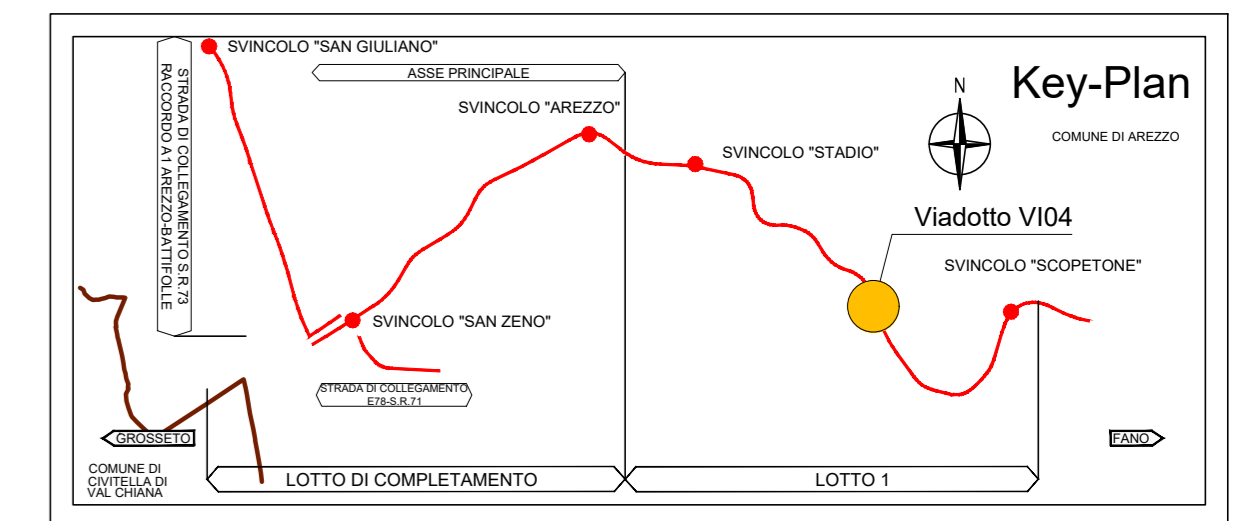 SVINCOLO "SAN GIULIANO"
ASSE PRINCIPALE
Key-Plan
N
SVINCOLO "AREZZO"
COMUNE DI AREZZO
STRADA DI COLLEGAMENTO S.R.73
RACCORDO A1 AREZZO-BATTIFOLLE
SVINCOLO "STADIO"
Viadotto VI04
SVINCOLO "SCOPETONE"
SVINCOLO "SAN ZENO"
STRADA DI COLLEGAMENTO
E78-S.R.71
GROSSETO
FANO
COMUNE DI
CIVITELLA DI
VAL CHIANA
LOTTO DI COMPLETAMENTO
LOTTO 1